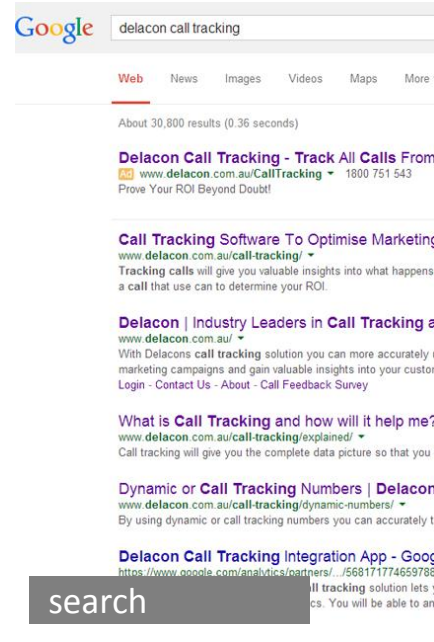 Google delacon call tracking
Web News Images Videos Maps More
About 30,800 results (0.36 seconds)
Delacon Call Tracking - Track All Calls From
Ad www.delacon.com.au/CallTracking 1800 751 543
Prove Your ROI Beyond Doubt!
Call Tracking Software To Optimise Marketing
www.delacon.com.au/call-tracking/
Tracking calls will give you valuable insights into what happens
a call that use can to determine your ROI.
Delacon | Industry Leaders in Call Tracking a
www.delacon.com.au/
With Delacons call tracking solution you can more accurately
marketing campaigns and gain valuable insights into your custo
Login - Contact Us - About - Call Feedback Survey
What is Call Tracking and how will it help me?
www.delacon.com.au/call-tracking/explained/
Call tracking will give you the complete data picture so that you
Dynamic or Call Tracking Numbers | Delacon
www.delacon.com.au/call-tracking/dynamic-numbers/
By using dynamic or call tracking numbers you can accurately t
Delacon Call Tracking Integration App - Goog
https://www.google.com/analytics/partners/.../5681717746597888
ll tracking solution lets
search
cs. You will be able to an